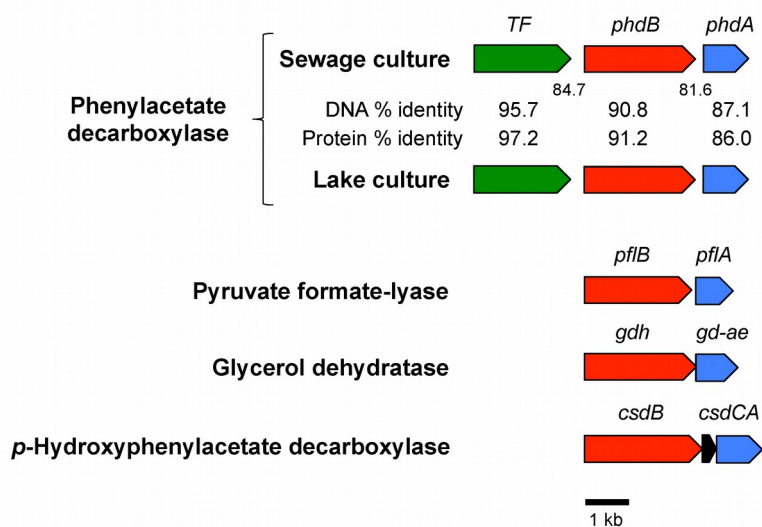 TF phdB phdA
Sewage culture
84.7 81.6
Phenylacetate
decarboxylase
DNA % identity 95.7 90.8 87.1
Protein % identity 97.2 91.2 86.0
Lake culture
pflB pflA
Pyruvate formate-lyase
gdh gd-ae
Glycerol dehydratase
csdB csdCA
p-Hydroxyphenylacetate decarboxylase
1 kb